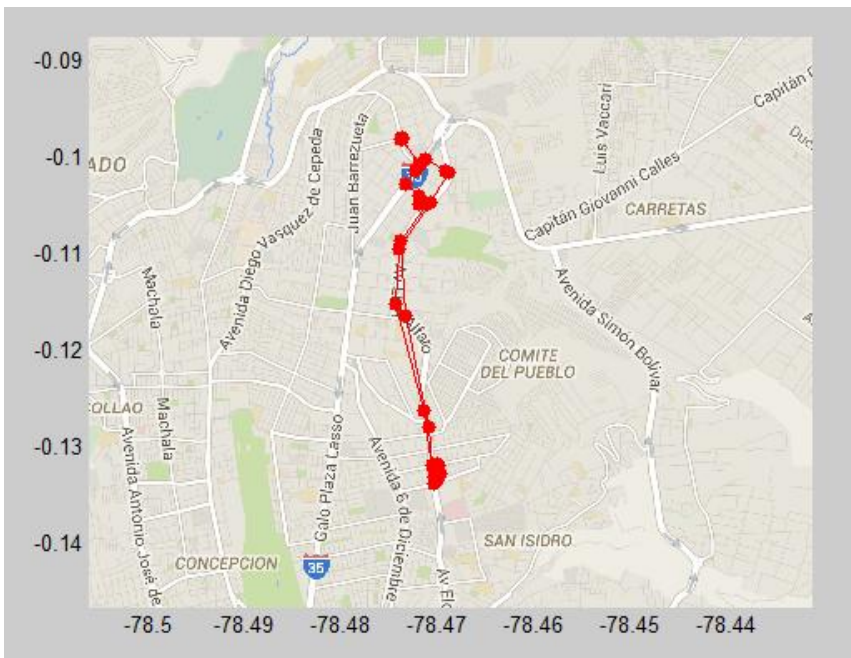 -0.09
-0.1
-0.11
-0.12
-0.13
-0.14
ADO
Juan Barrezueta
Avenida Diego Vasquez de Cepeda
Luis Vaccari
Capitán
Capitán Giovanni Calles
CARRETAS
Machala
Avenida Simón Bolívar
Alfaro
COMITE
DEL PUEBLO
COLLAO
Machala
Avenida Antonio José de
Galo Plaza Lasso
Avenida 6 de Diciembre
SAN ISIDRO
CONCEPCION
35
Av Elo
-78.5
-78.49
-78.48
-78.47
-78.46
-78.45
-78.44